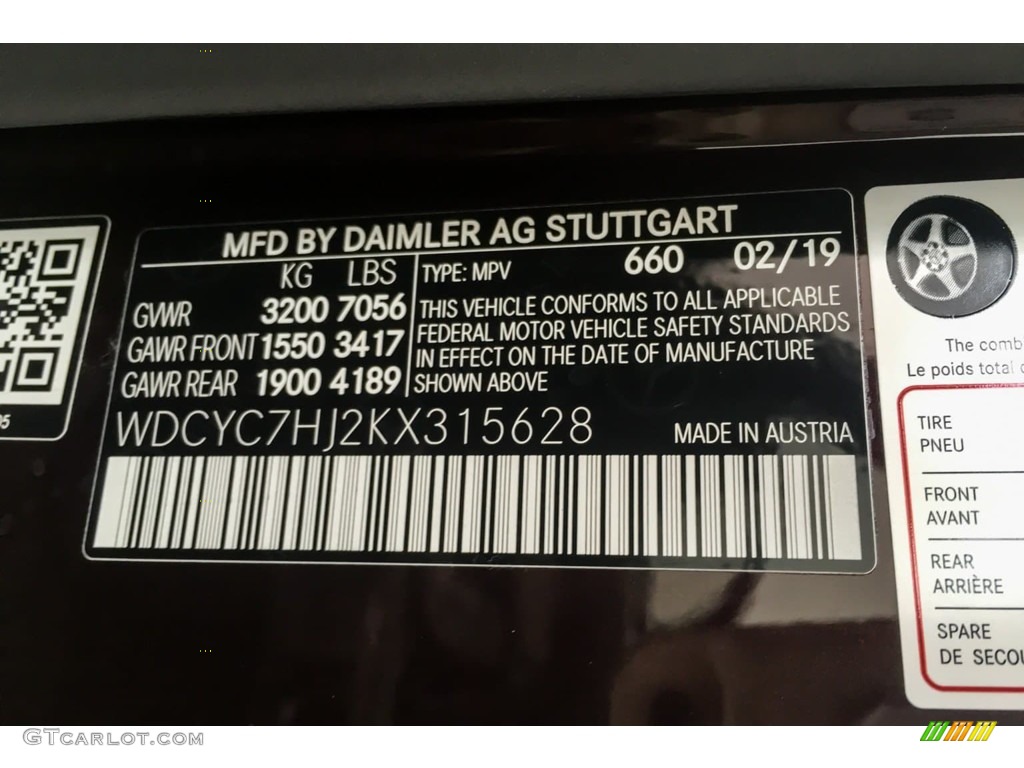 MFD BY DAIMLER AG STUTTGART
KG LBS
GVWR 3200 7056
GAWR FRONT 1550 3417
GAWR REAR 1900 4189
TYPE: MPV 660 02/19
THIS VEHICLE CONFORMS TO ALL APPLICABLE
FEDERAL MOTOR VEHICLE SAFETY STANDARDS
IN EFFECT ON THE DATE OF MANUFACTURE
SHOWN ABOVE
WDCYC7HJ2KX315628 MADE IN AUSTRIA
The comb
Le poids total
TIRE
PNEU
FRONT
AVANT
REAR
ARRIÈRE
SPARE
DE SECOU
GTCARLOT.COM